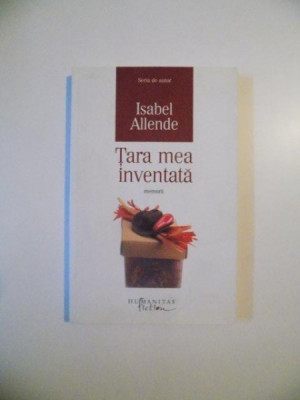 Serie de autor
Isabel
Allende
Țara mea
inventată
memorii
HUMANITAS
fiction